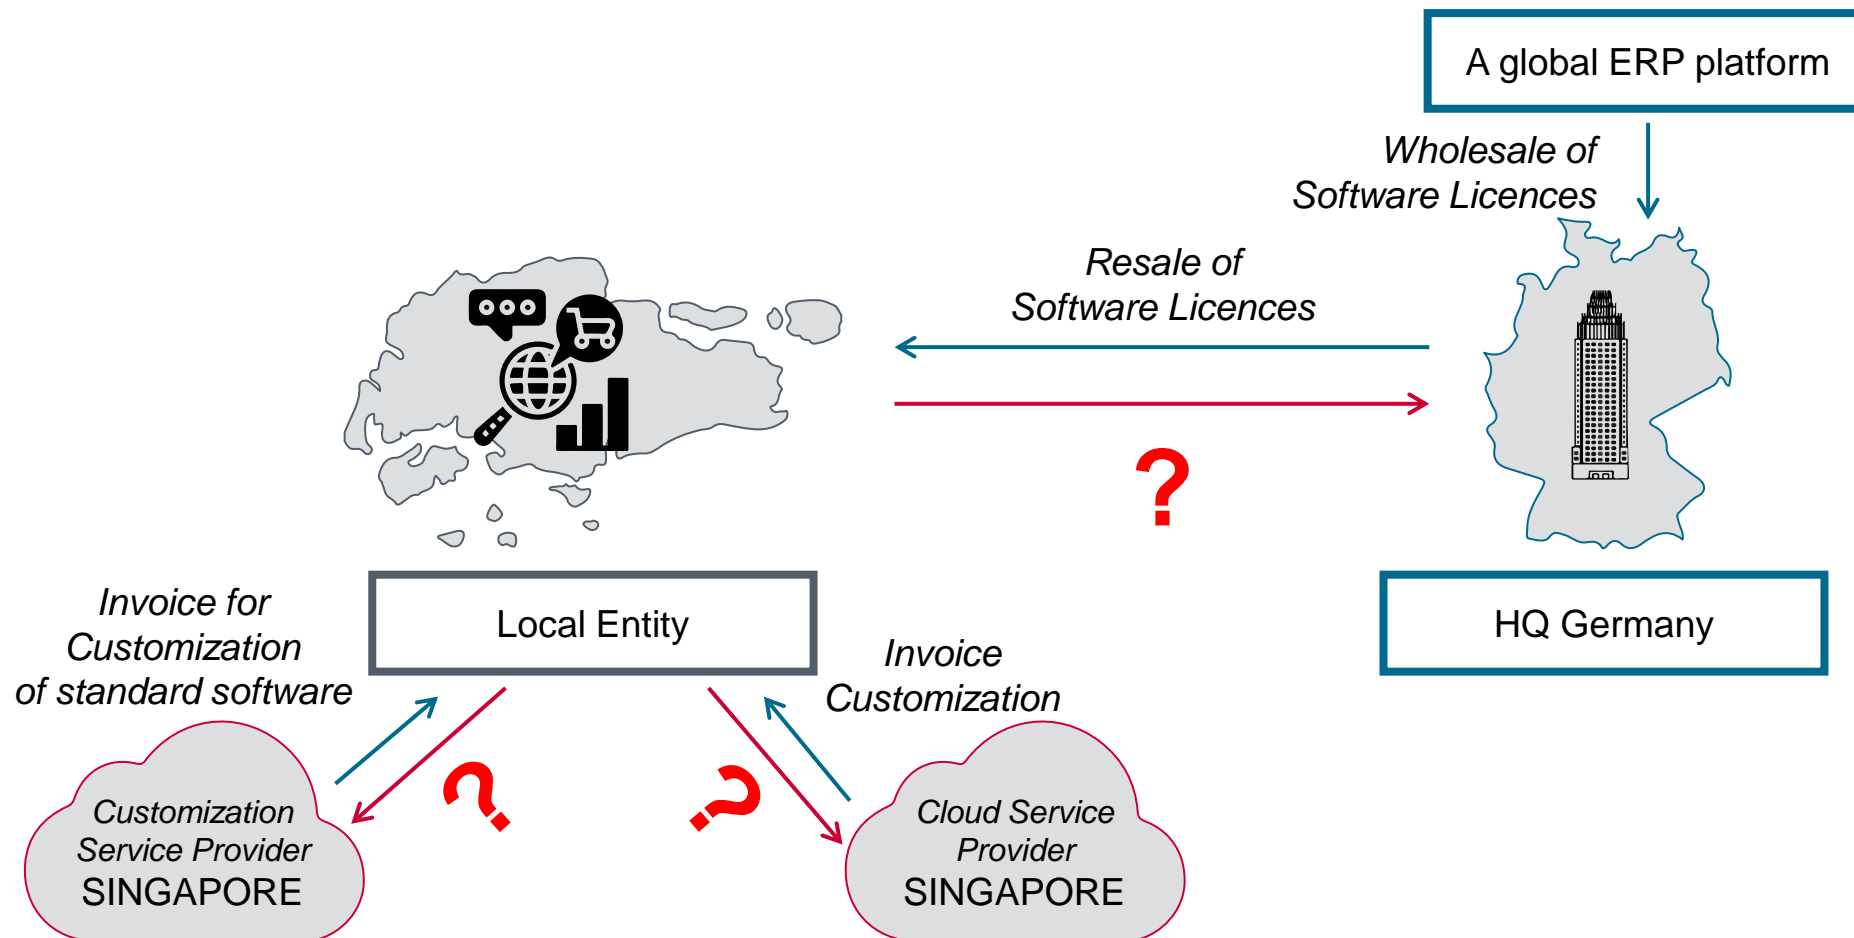 A global ERP platform
Wholesale of
Software Licences
Resale of
Software Licences
?
Local Entity
HQ Germany
Invoice for
Customization
of standard software
Invoice
Customization
?
?
Customization
Service Provider
SINGAPORE
Cloud Service
Provider
SINGAPORE